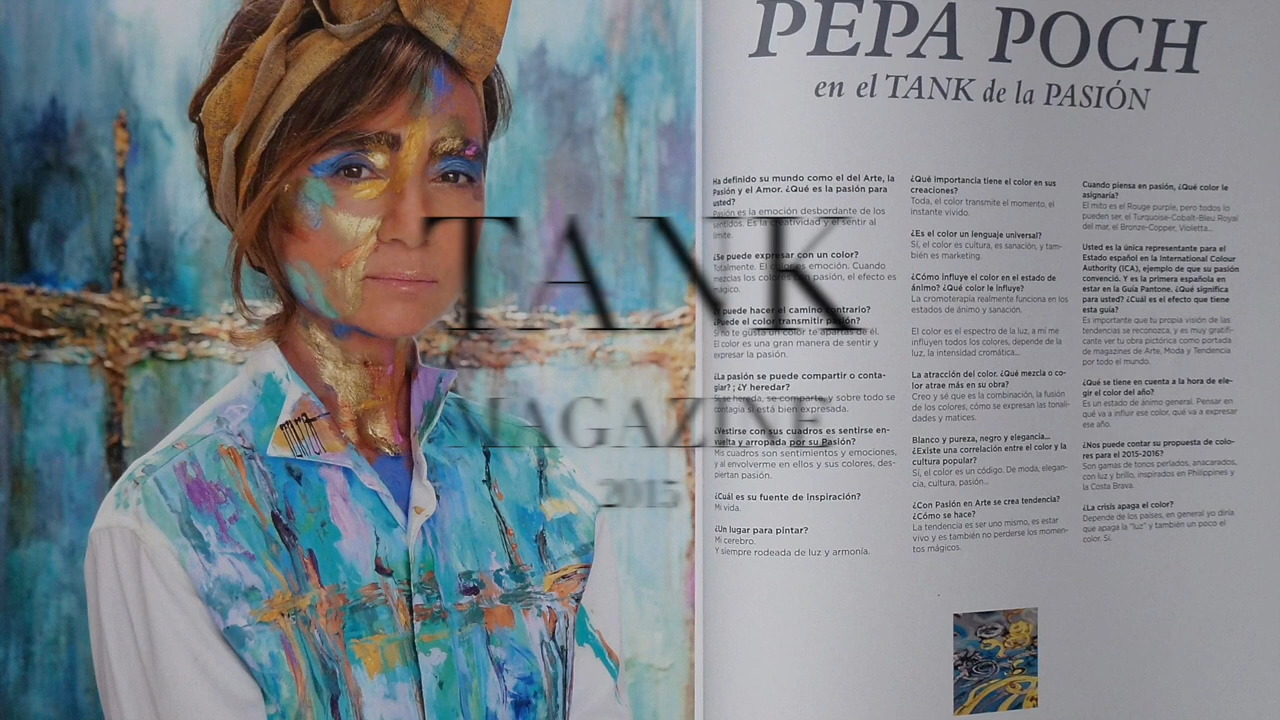 PEPA POCH
en el TANK de la PASIÓN
Ha definido su mundo como el del Arte, la
Pasión y el Amor. ¿Qué es la pasión para
usted?
Pasión es la emoción desbordante de los
sentidos. Es la creatividad y el sentir al
límite.
¿Se puede expresar con un color?
Totalmente. El color es emoción. Cuando
mezclas los colores con pasión, el efecto es
mágico.
¿Y puede hacer el camino contrario?
¿Puede el color transmitir pasión?
Si no te gusta un color te apartas de él.
El color es una gran manera de sentir y
expresar la pasión.
¿La pasión se puede compartir o conta-
giar? ; ¿Y heredar?
Sí, se hereda, se comparte, y sobre todo se
contagia si está bien expresada.
¿Vestirse con sus cuadros es sentirse en-
vuelta y arropada por su Pasión?
Mis cuadros son sentimientos y emociones,
y al envolverme en ellos y sus colores, des-
piertan pasión.
¿Cuál es su fuente de inspiración?
Mi vida.
¿Un lugar para pintar?
Mi cerebro.
Y siempre rodeada de luz y armonía.
¿Qué importancia tiene el color en sus
creaciones?
Toda, el color transmite el momento, el
instante vivido.
¿Es el color un lenguaje universal?
Sí, el color es cultura, es sanación, y tam-
bién es marketing.
¿Cómo influye el color en el estado de
ánimo? ¿Qué color le influye?
La cromoterapia realmente funciona en los
estados de ánimo y sanación.
El color es el espectro de la luz, a mí me
influyen todos los colores, depende de la
luz, la intensidad cromática...
La atracción del color. ¿Qué mezcla o co-
lor atrae más en su obra?
Creo y sé que es la combinación, la fusión
de los colores, cómo se expresan las tonali-
dades y matices.
Blanco y pureza, negro y elegancia...
¿Existe una correlación entre el color y la
cultura popular?
Sí, el color es un código. De moda, elegan-
cia, cultura, pasión...
¿Con Pasión en Arte se crea tendencia?
¿Cómo se hace?
La tendencia es ser uno mismo, es estar
vivo y es también no perderse los momen-
tos mágicos.
Cuando piensa en pasión, ¿Qué color le
asignaría?
El mito es el Rouge purple, pero todos lo
pueden ser, el Turquoise-Cobalt-Bleu Royal
del mar, el Bronze-Copper, Violetta...
Usted es la única representante para el
Estado español en la International Colour
Authority (ICA), ejemplo de que su pasión
convenció. Y es la primera española en
estar en la Guía Pantone. ¿Qué significa
para usted? ¿Cuál es el efecto que tiene
esta guía?
Es importante que tu propia visión de las
tendencias se reconozca, y es muy gratifi-
cante ver tu obra pictórica como portada
de magazines de Arte, Moda y Tendencia
por todo el mundo.
¿Qué se tiene en cuenta a la hora de ele-
gir el color del año?
Es un estado de ánimo general. Pensar en
qué va a influir ese color, qué va a expresar
ese año.
¿Nos puede contar su propuesta de colo-
res para el 2015-2016?
Son gamas de tonos perlados, anacarados,
con luz y brillo, inspirados en Philippines y
la Costa Brava.
¿La crisis apaga el color?
Depende de los países, en general yo diría
que apaga la "luz" y también un poco el
color. Sí.
TANK
MAGAZINE
2015